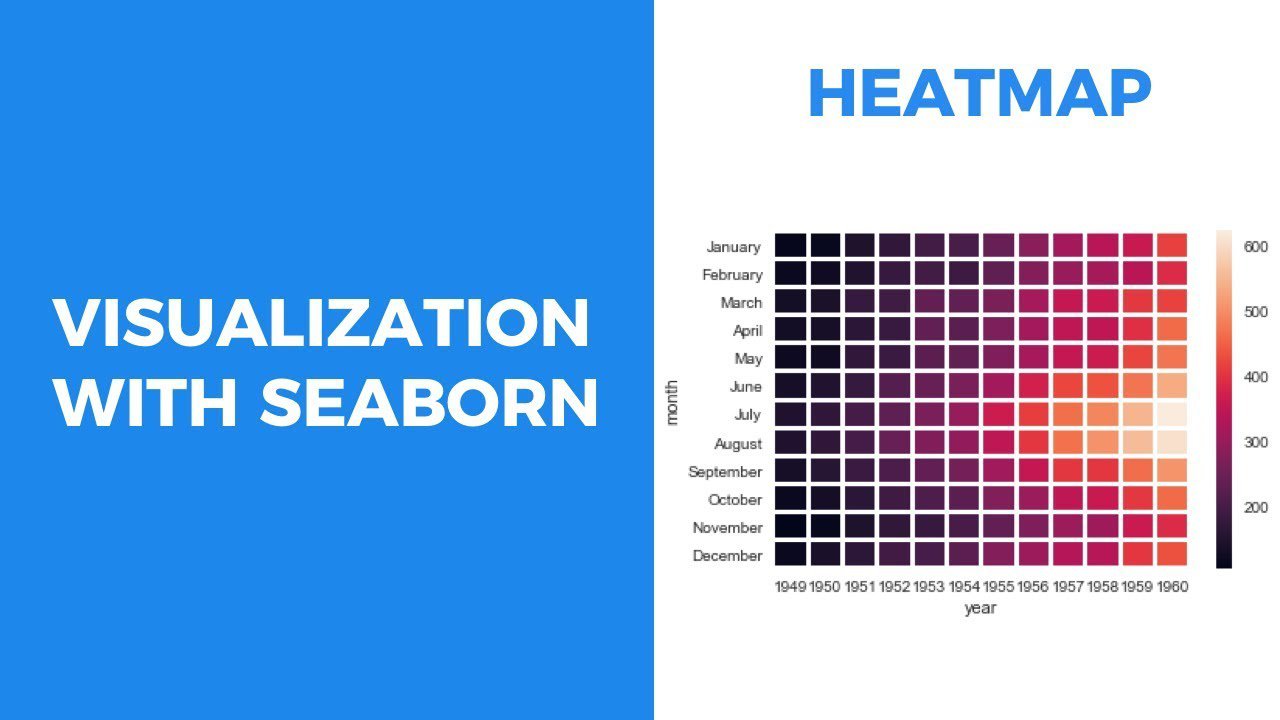 VISUALIZATION
WITH SEABORN
HEATMAP
January
February
March
April
May
June
July
August
September
October
November
December
month
1949 1950 1951 1952 1953 1954 1955 1956 1957 1958 1959 1960
year
600
500
400
300
200